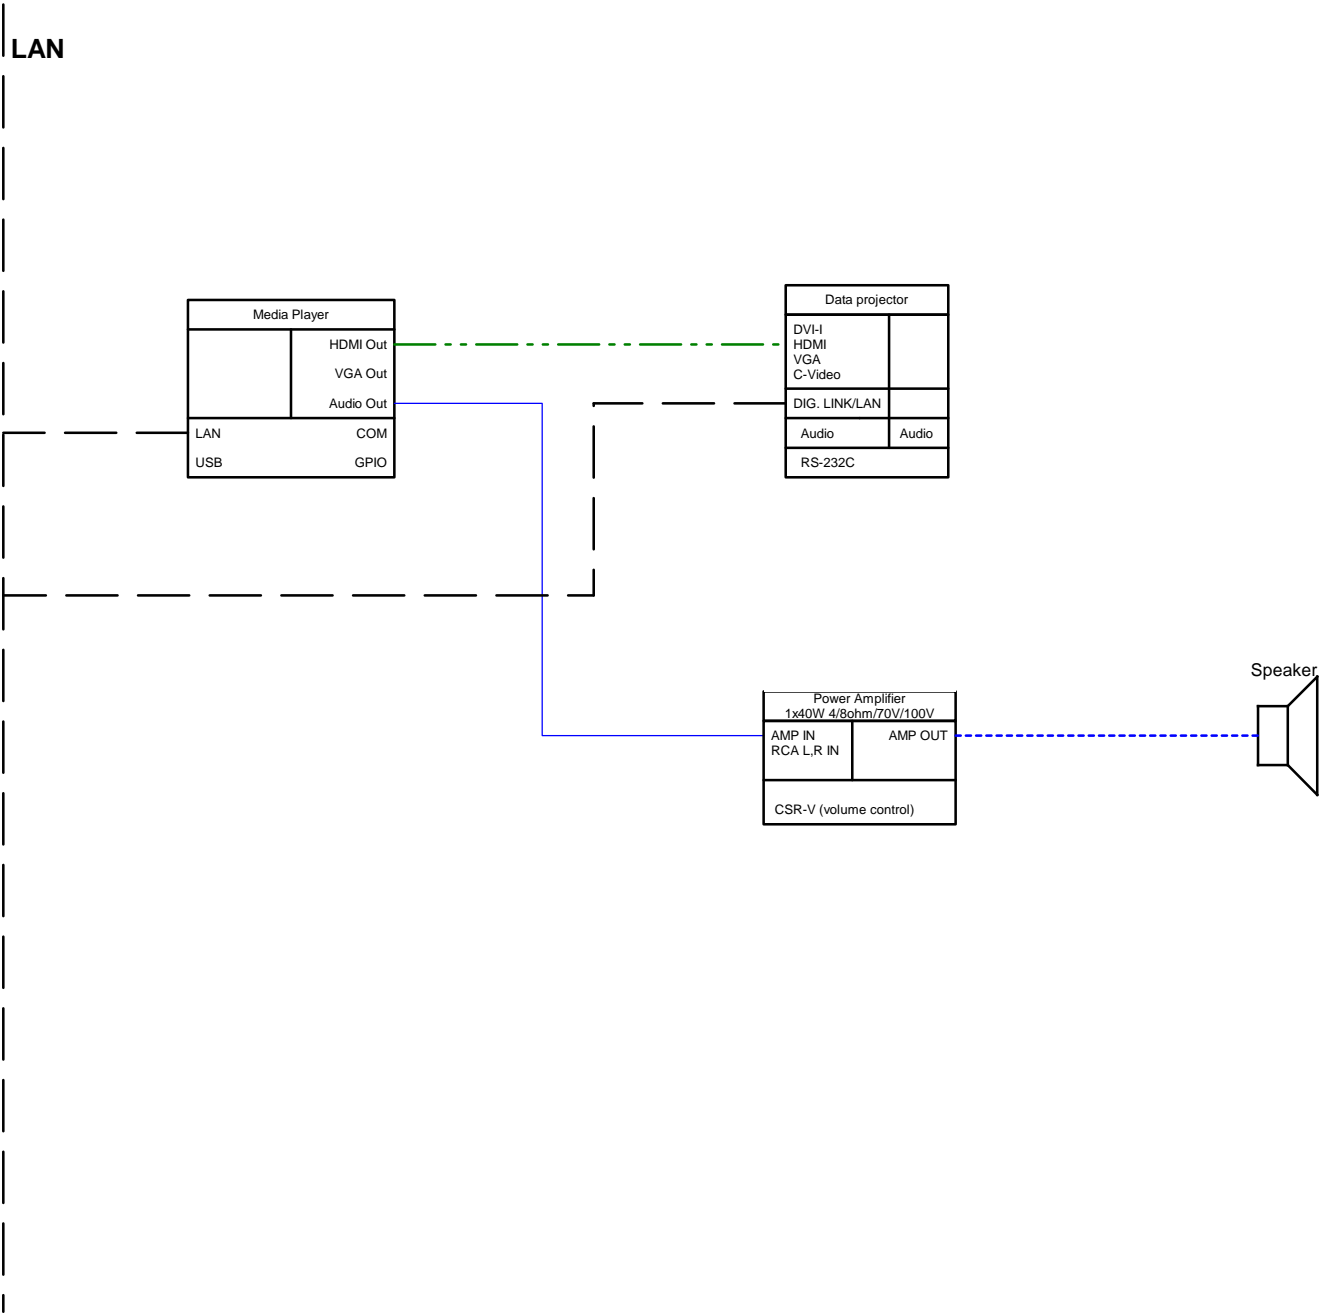 LAN
Media Player
HDMI Out
VGA Out
Audio Out
LAN
COM
USB
GPIO
Data projector
DVI-I
HDMI
VGA
C-Video
DIG. LINK/LAN
Audio
Audio
RS-232C
Speaker
Power Amplifier
1x40W 4/8ohm/70V/100V
AMP IN
AMP OUT
RCA L,R IN
CSR-V (volume control)